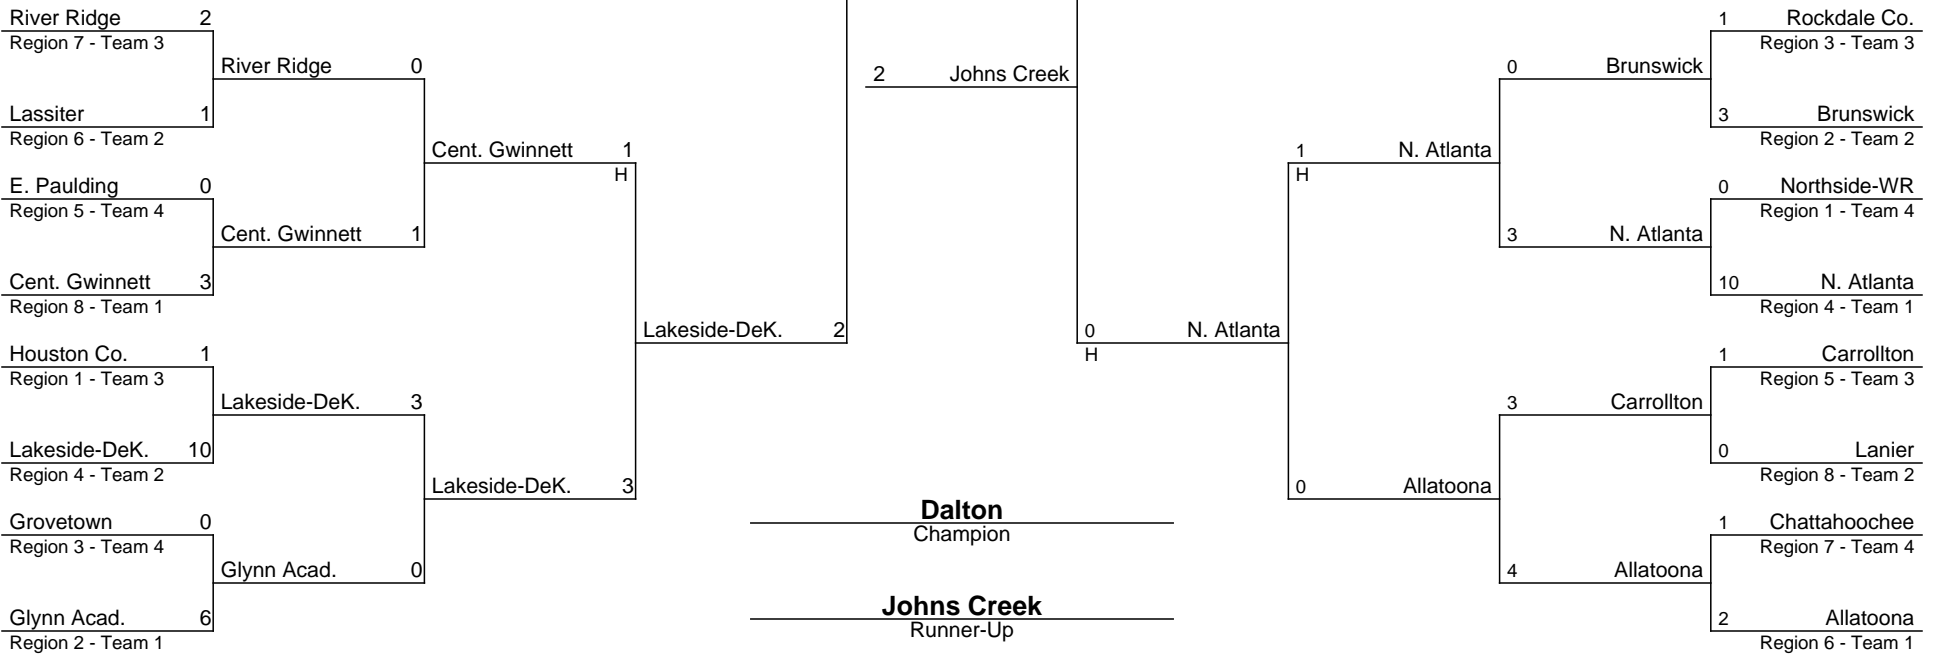 River Ridge 2
Region 7 - Team 3
Lassiter 1
Region 6 - Team 2
E. Paulding 0
Region 5 - Team 4
Cent. Gwinnett 3
Region 8 - Team 1
Houston Co. 1
Region 1 - Team 3
Lakeside-DeK. 10
Region 4 - Team 2
Grovetown 0
Region 3 - Team 4
Glynn Acad. 6
Region 2 - Team 1
River Ridge 0
Cent. Gwinnett 1
Lakeside-DeK. 3
Glynn Acad. 0
Cent. Gwinnett 1
H
Lakeside-DeK. 3
Lakeside-DeK. 2
2 Johns Creek
Dalton
Champion
Johns Creek
Runner-Up
0 N. Atlanta
H
1 N. Atlanta
H
0 Allatoona
0 Brunswick
3 N. Atlanta
3 Carrollton
4 Allatoona
1 Rockdale Co.
Region 3 - Team 3
3 Brunswick
Region 2 - Team 2
0 Northside-WR
Region 1 - Team 4
10 N. Atlanta
Region 4 - Team 1
1 Carrollton
Region 5 - Team 3
0 Lanier
Region 8 - Team 2
1 Chattahoochee
Region 7 - Team 4
2 Allatoona
Region 6 - Team 1